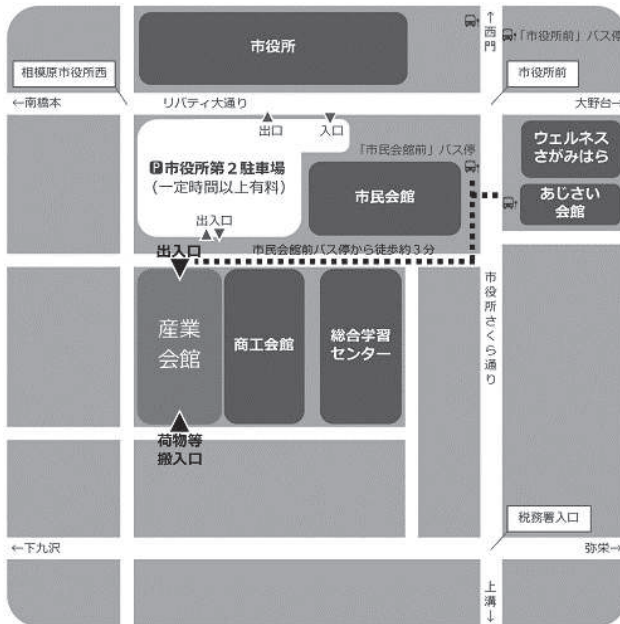 市役所
↑西門
「市役所前」バス停
相模原市役所西
市役所前
←南橋本
リバティ大通り
大野台→
出口
入口
「市民会館前」バス停
ウェルネス
さがみはら
P市役所第2駐車場
(一定時間以上有料)
市民会館
あじさい
会館
出入口
出入口
市民会館前バス停から徒歩約3分
産業
会館
商工会館
総合学習
センター
市役所さくら通り
荷物等
搬入口
税務署入口
←下九沢
弥栄→
上溝↓